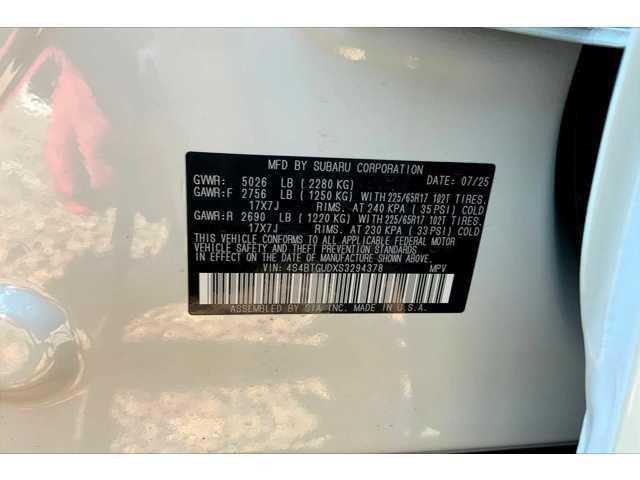 MFD BY SUBARU CORPORATION
GVWR: 5026 LB ( 2280 KG) DATE: 07/25
GAWR:F 2756 LB ( 1250 KG) WITH 225/65R17 102T TIRES.
17X7J RIMS. AT 240 KPA ( 35 PSI) COLD
GAWR:R 2690 LB ( 1220 KG) WITH 225/65R17 102T TIRES.
17X7J RIMS. AT 230 KPA ( 33 PSI) COLD
THIS VEHICLE CONFORMS TO ALL APPLICABLE FEDERAL MOTOR
VEHICLE SAFETY AND THEFT PREVENTION STANDARDS IN EFFECT
ON THE DATE OF MANUFACTURE SHOWN ABOVE.
VIN: 4S4BTGUDXS3294378 MPV
ASSEMBLED BY SIA INC. MADE IN U.S.A.